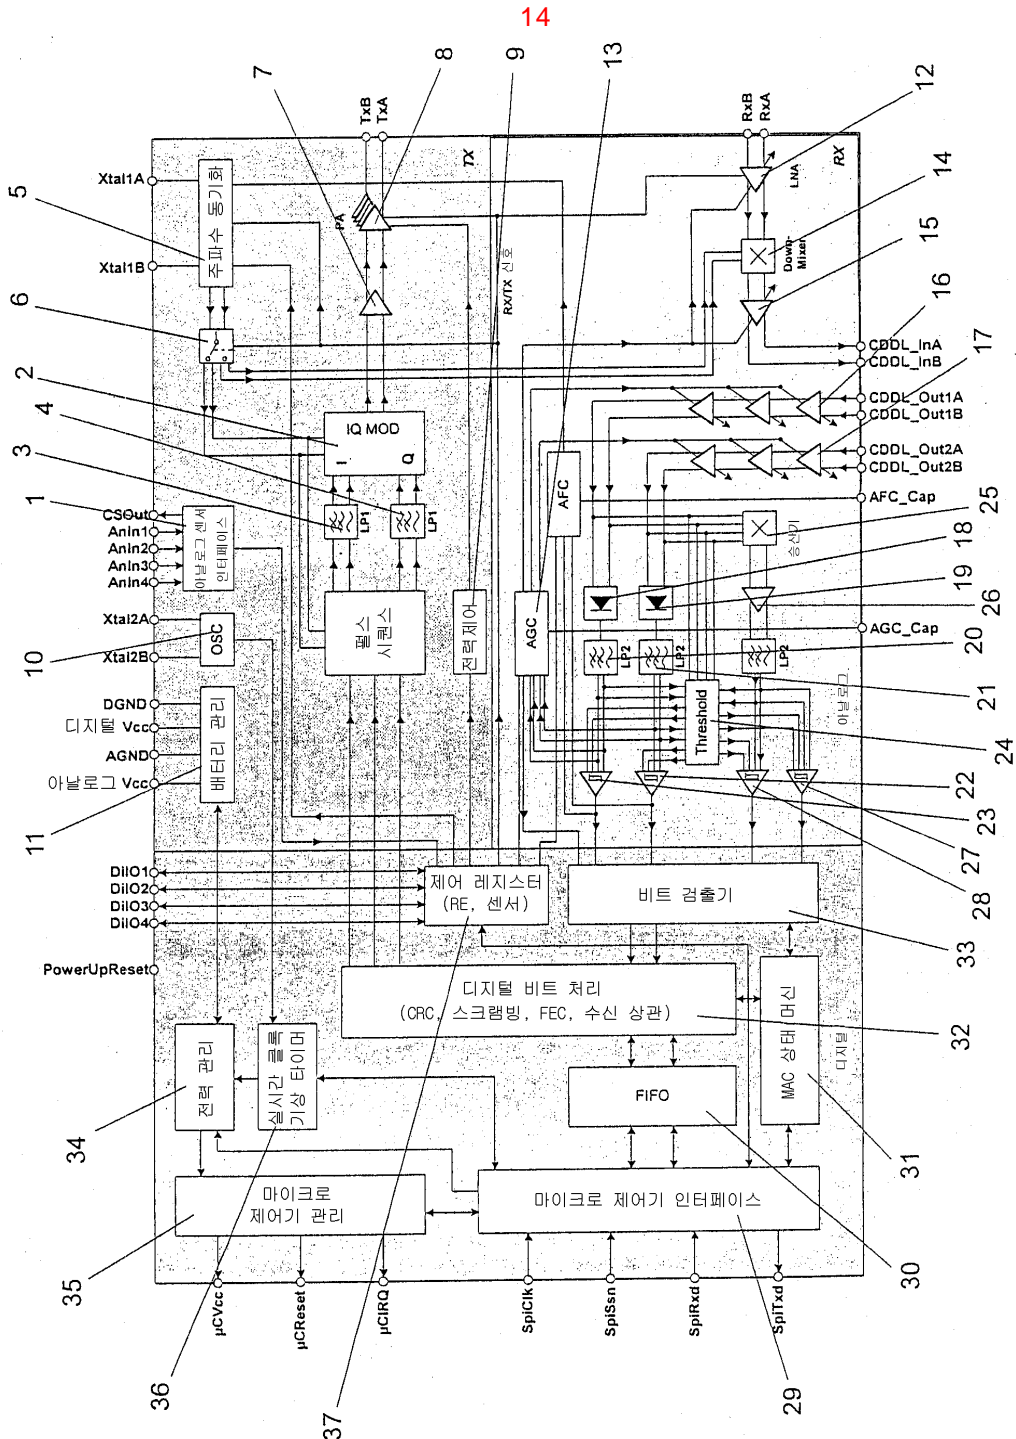 14
5
6
2
4
3
1
10
11
7
8
9
13
12
14
15
16
17
25
18
19
26
20
21
24
22
23
27
28
33
32
31
30
29
34
35
36
37
TxB
TxA
RxB
RxA
Xtal1A
Xtal1B
CSOut
AnIn1
AnIn2
AnIn3
AnIn4
Xtal2A
Xtal2B
DGND
디지털 Vcc
AGND
아날로그 Vcc
DiIO1
DiIO2
DiIO3
DiIO4
PowerUpReset
CDDL_InA
CDDL_InB
CDDL_Out1A
CDDL_Out1B
CDDL_Out2A
CDDL_Out2B
AFC_Cap
AGC_Cap
주파수 동기화
PA
TX
RX/TX 신호
LNA
RX
Down-
Mixer
IQ MOD
I
Q
LP1
LP1
아날로그 센서
인터페이스
OSC
배터리 관리
펄스
시퀀스
전력제어
AGC
AFC
승산기
LP2
LP2
LP2
Threshold
아날로그
제어 레지스터
(RE, 센서)
비트 검출기
디지털 비트 처리
(CRC, 스크램빙, FEC, 수신 상관)
MAC 상태 머신
디지털
FIFO
전력 관리
실시간 클록
기상 타이머
마이크로
제어기 관리
마이크로 제어기 인터페이스
µCVcc
µCReset
µCIRQ
SpiClk
SpiSsn
SpiRxd
SpiTxd